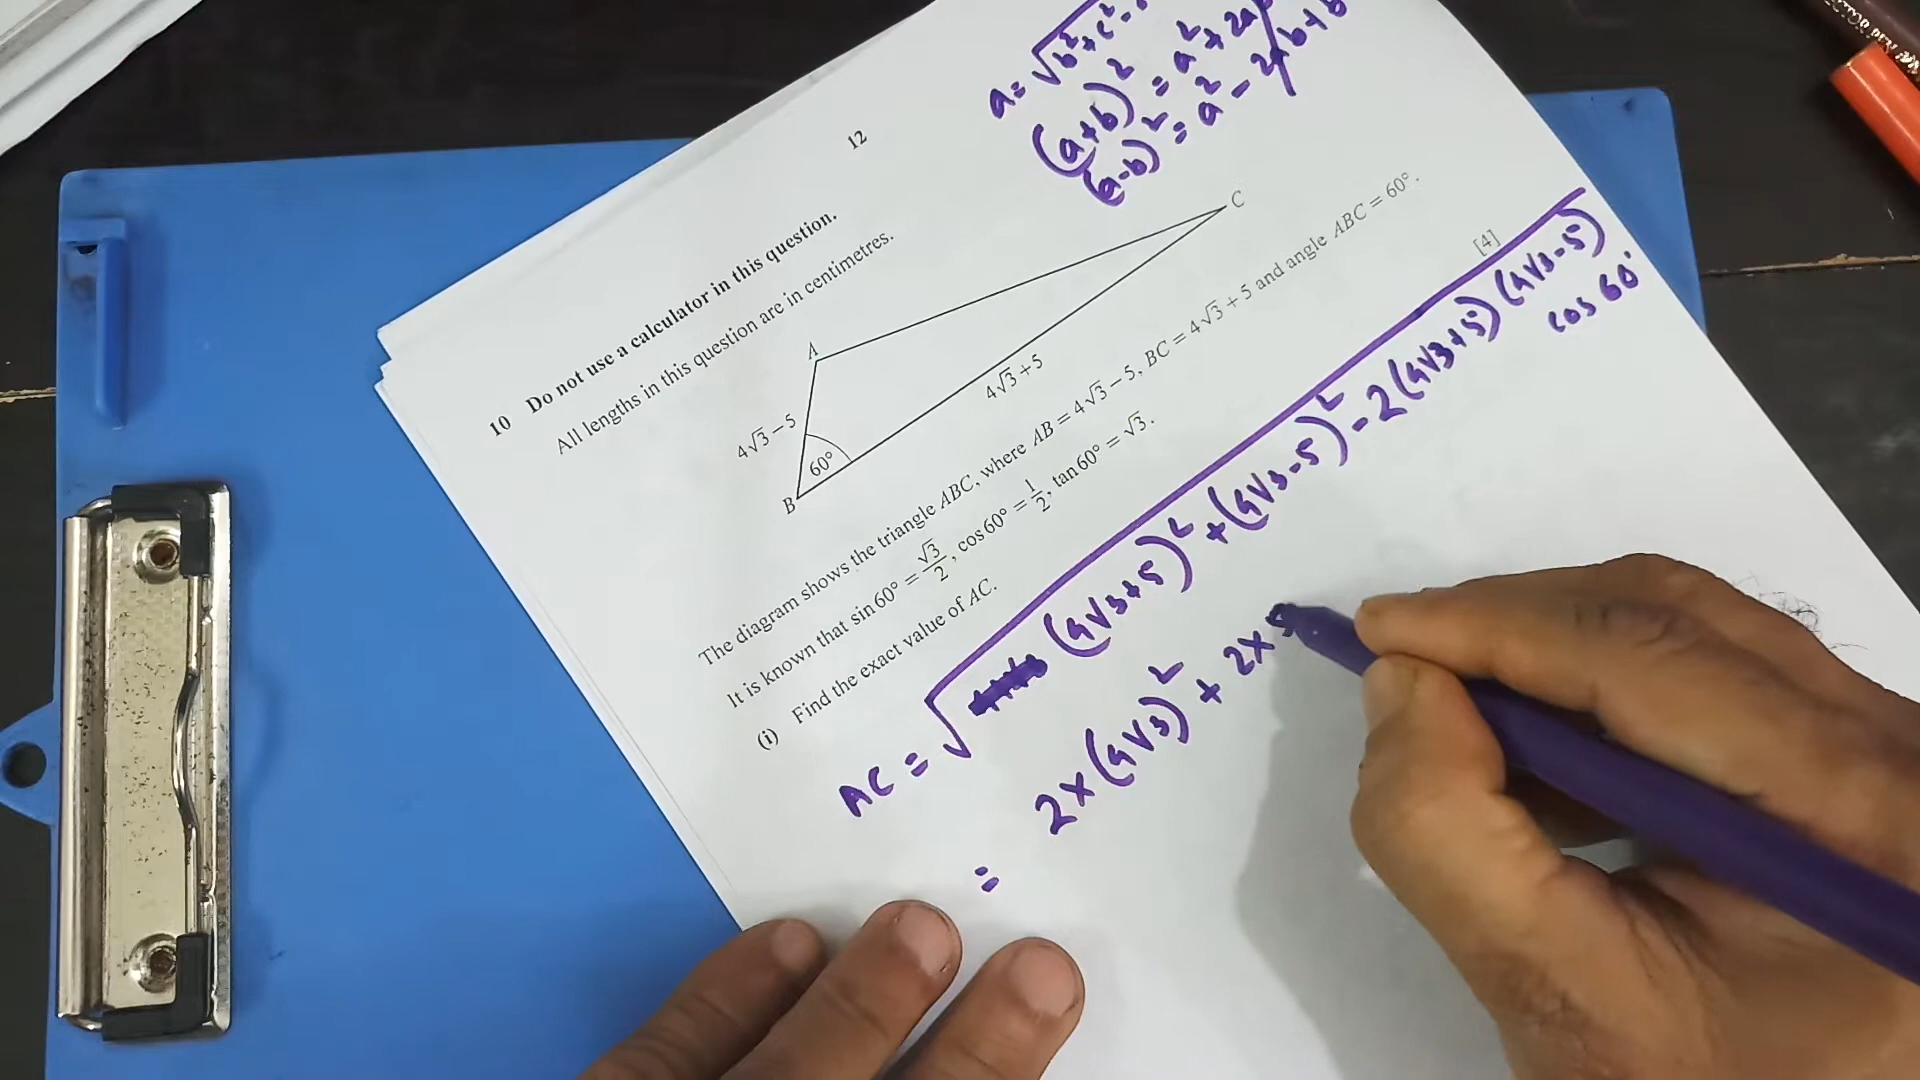 12
a = √b²+c²-
(a+b)² = a² + 2ab
(a-b)² = a² - 2ab + b
10 Do not use a calculator in this question.
All lengths in this question are in centimetres.
A
C
B
4√3 − 5
4√3 + 5
60°
The diagram shows the triangle ABC, where AB = 4√3 − 5, BC = 4√3 + 5 and angle ABC = 60°.
It is known that sin 60° = √3/2, cos 60° = 1/2, tan 60° = √3.
(i) Find the exact value of AC. [4]
AC = √(4√3+5)² + (4√3-5)² - 2(4√3+5)(4√3-5)
cos 60°
= 2×(4√3)² + 2×